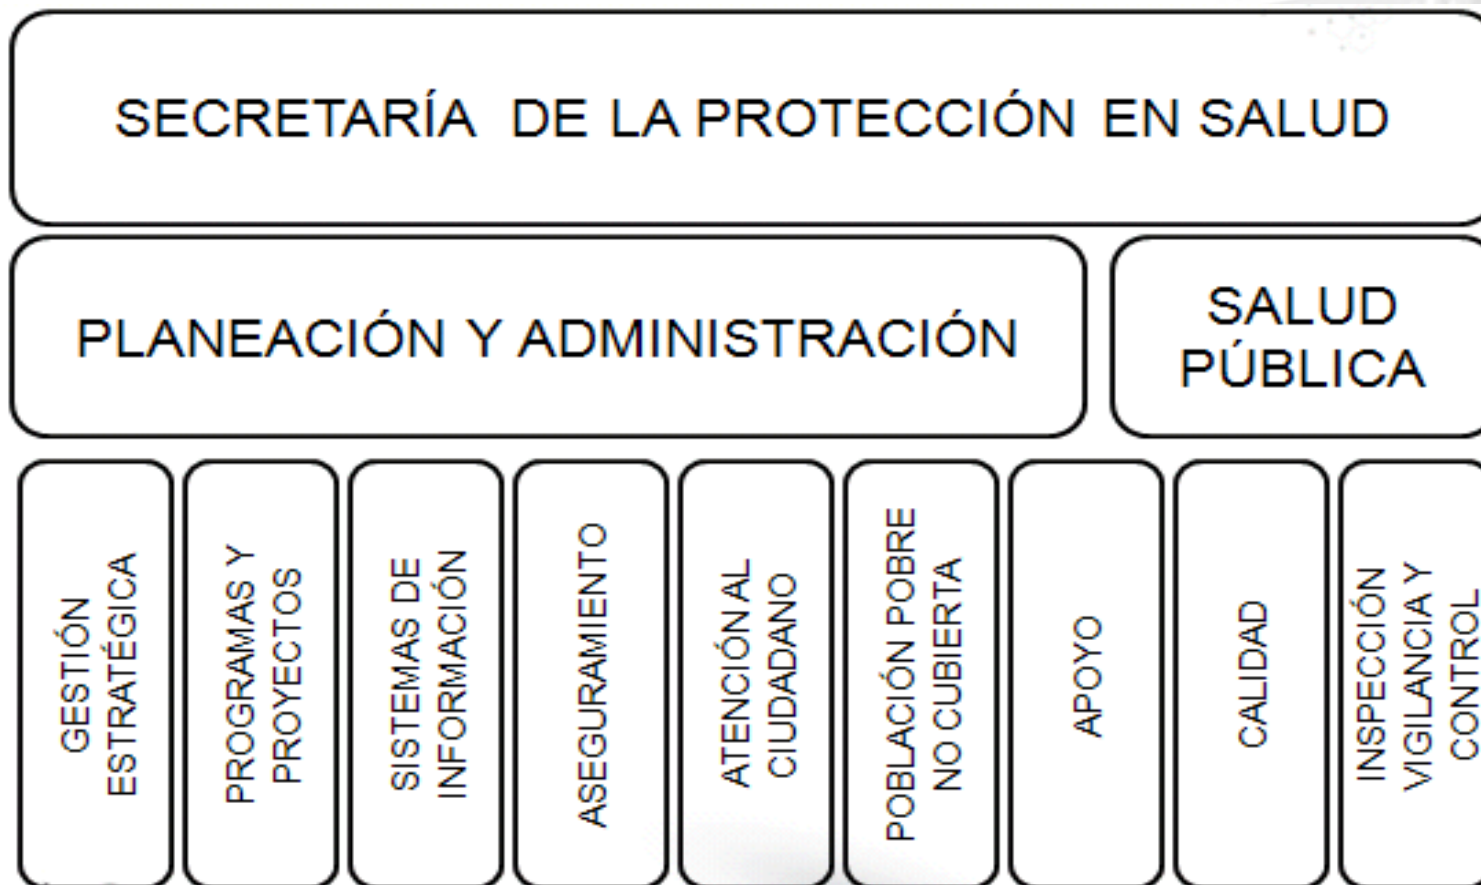 SECRETARÍA DE LA PROTECCIÓN EN SALUD
PLANEACIÓN Y ADMINISTRACIÓN
SALUD
PÚBLICA
GESTIÓN
ESTRATÉGICA
PROGRAMAS Y
PROYECTOS
SISTEMAS DE
INFORMACIÓN
ASEGURAMIENTO
ATENCIÓN AL
CIUDADANO
POBLACIÓN POBRE
NO CUBIERTA
APOYO
CALIDAD
INSPECCIÓN
VIGILANCIA Y
CONTROL